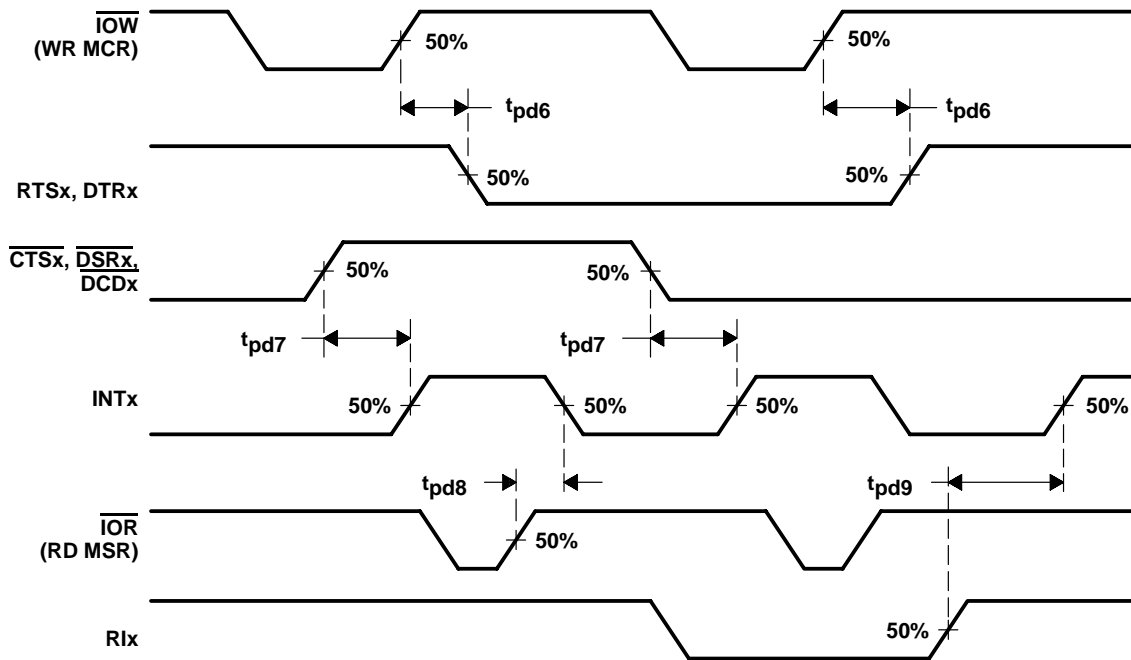 IOW
(WR MCR)
50%
50%
tpd6
tpd6
RTSx, DTRx
50%
50%
CTSx, DSRx,
DCDx
50%
50%
tpd7
tpd7
INTx
50%
50%
50%
50%
tpd8
tpd9
IOR
(RD MSR)
50%
RIx
50%